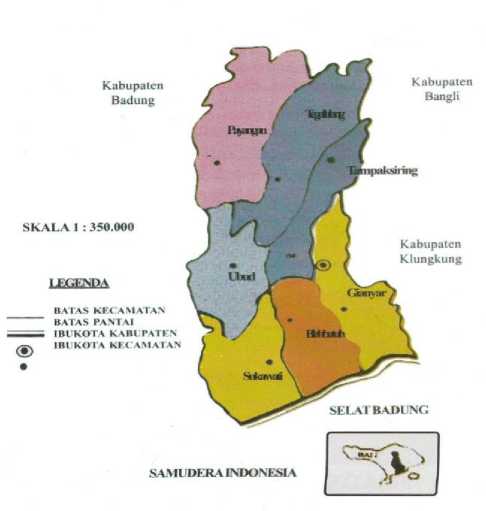 Kabupaten
Badung
Kabupaten
Bangli
Tegallalang
Payangan
Tampaksiring
SKALA 1 : 350.000
Kabupaten
Klungkung
Ubud
LEGENDA
Gianyar
BATAS KECAMATAN
BATAS PANTAI
IBUKOTA KABUPATEN
IBUKOTA KECAMATAN
Blahbatuh
Sukawati
SELAT BADUNG
BALI
SAMUDERA INDONESIA